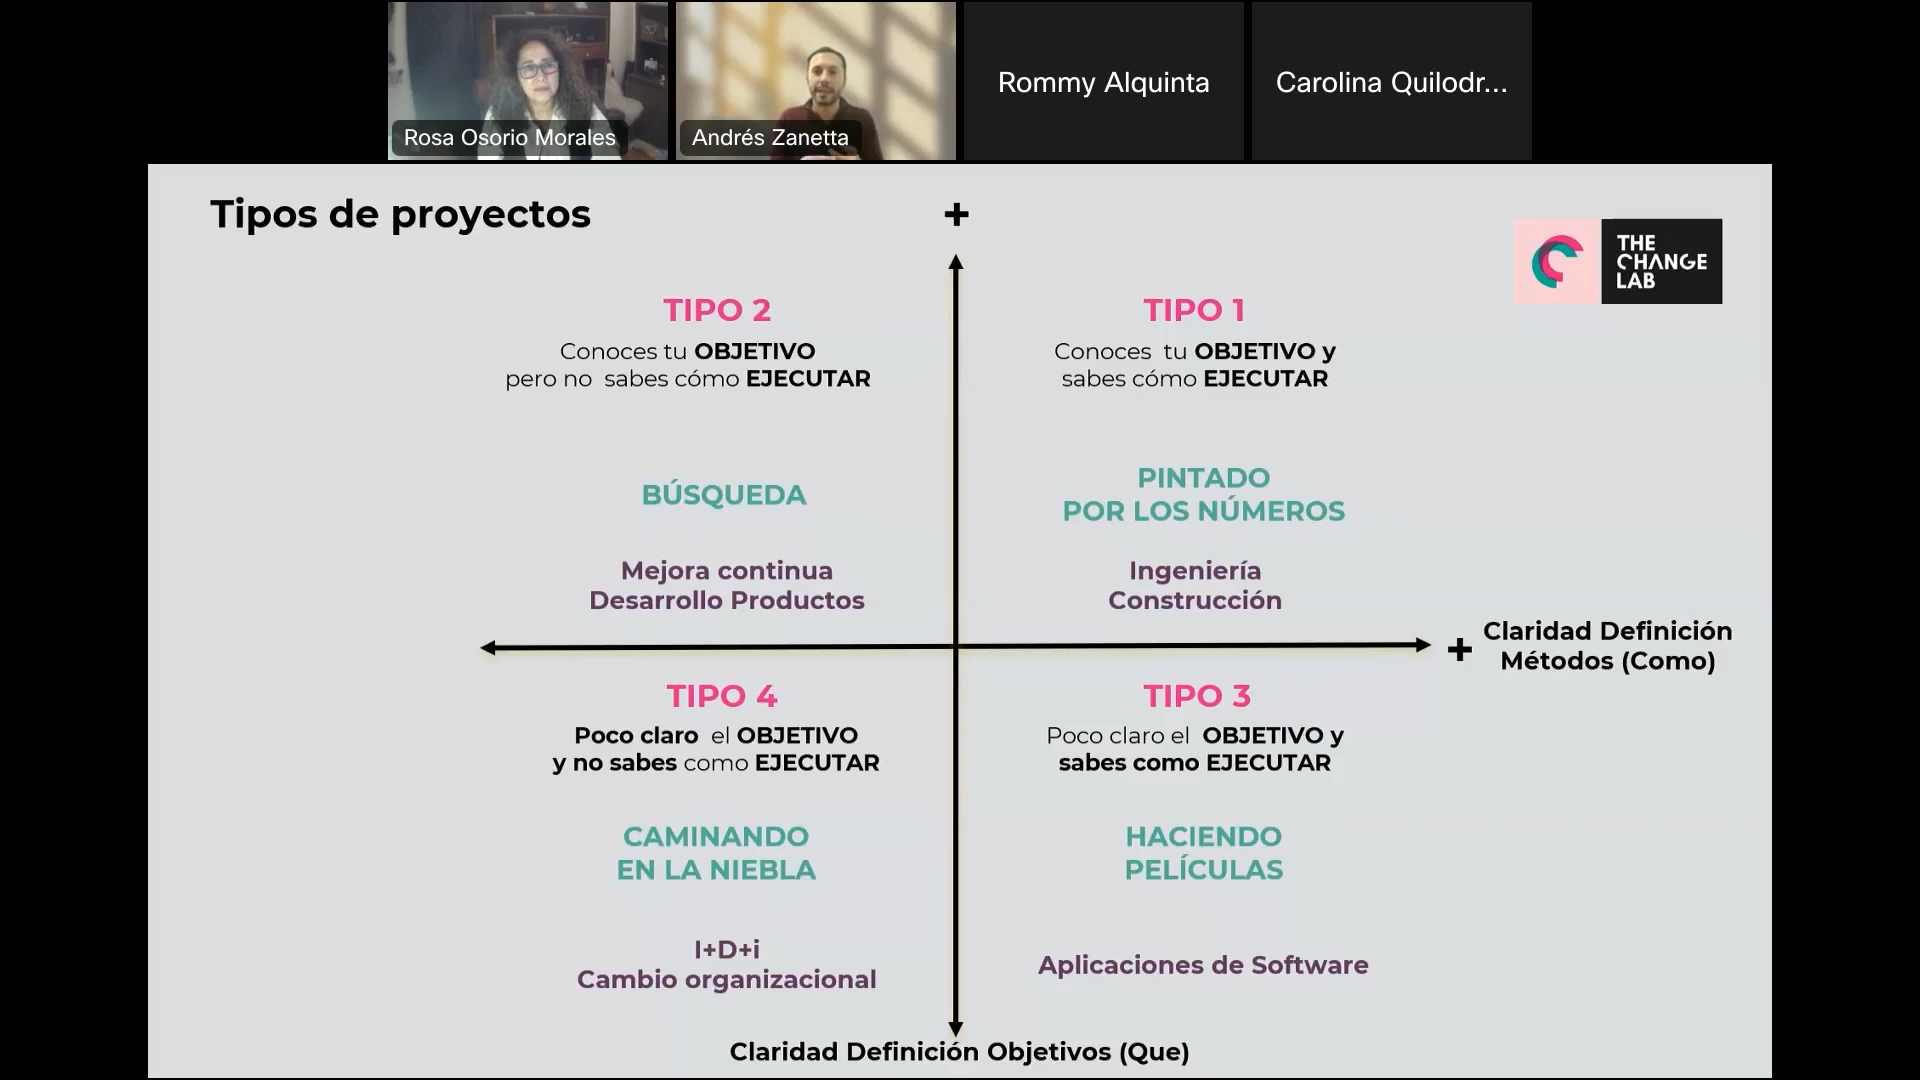 Rosa Osorio Morales
Andrés Zanetta
Rommy Alquinta
Carolina Quilodr...
Tipos de proyectos
+
THE
CHANGE
LAB
TIPO 2
Conoces tu OBJETIVO
pero no sabes cómo EJECUTAR
BÚSQUEDA
Mejora continua
Desarrollo Productos
TIPO 1
Conoces tu OBJETIVO y
sabes cómo EJECUTAR
PINTADO
POR LOS NÚMEROS
Ingeniería
Construcción
+
Claridad Definición
Métodos (Como)
TIPO 4
Poco claro el OBJETIVO
y no sabes como EJECUTAR
CAMINANDO
EN LA NIEBLA
I+D+i
Cambio organizacional
TIPO 3
Poco claro el OBJETIVO y
sabes como EJECUTAR
HACIENDO
PELÍCULAS
Aplicaciones de Software
Claridad Definición Objetivos (Que)